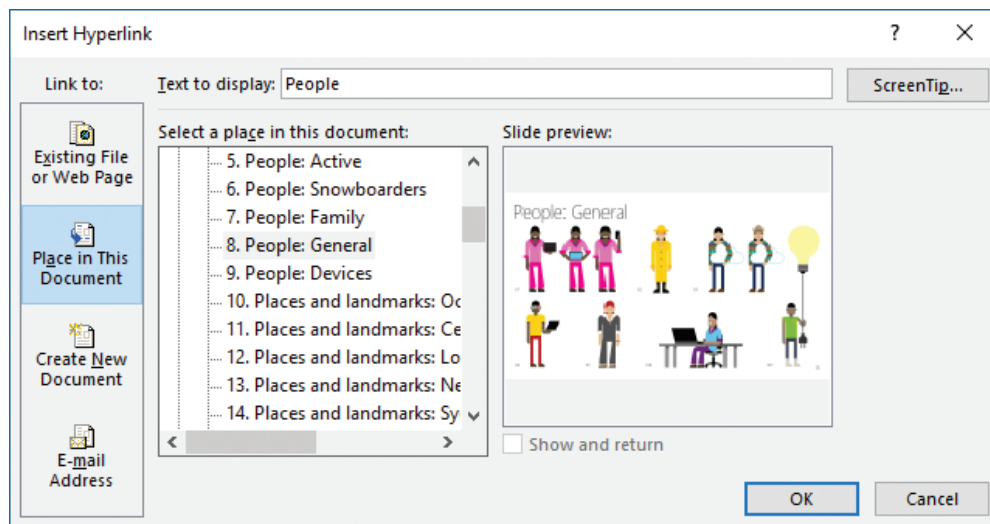 Insert Hyperlink
?
Link to:
Text to display:
People
ScreenTip...
Existing File
or Web Page
Place in This
Document
Create New
Document
E-mail
Address
Select a place in this document:
5. People: Active
6. People: Snowboarders
7. People: Family
8. People: General
9. People: Devices
10. Places and landmarks: Oc
11. Places and landmarks: Ce
12. Places and landmarks: Lo
13. Places and landmarks: Ne
14. Places and landmarks: Sy
Slide preview:
People: General
Show and return
OK
Cancel